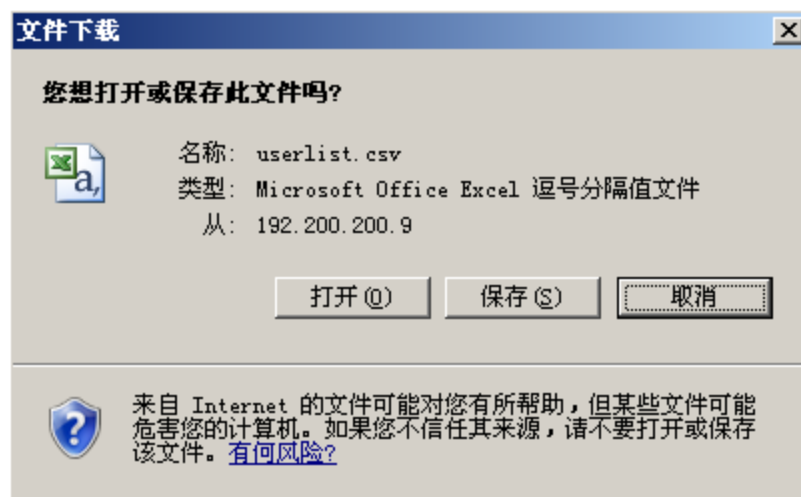 文件下载
您想打开或保存此文件吗?
名称: userlist.csv
类型: Microsoft Office Excel 逗号分隔值文件
从: 192.200.200.9
打开(O) 保存(S) 取消
来自 Internet 的文件可能对您有所帮助，但某些文件可能
危害您的计算机。如果您不信任其来源，请不要打开或保存
该文件。有何风险?